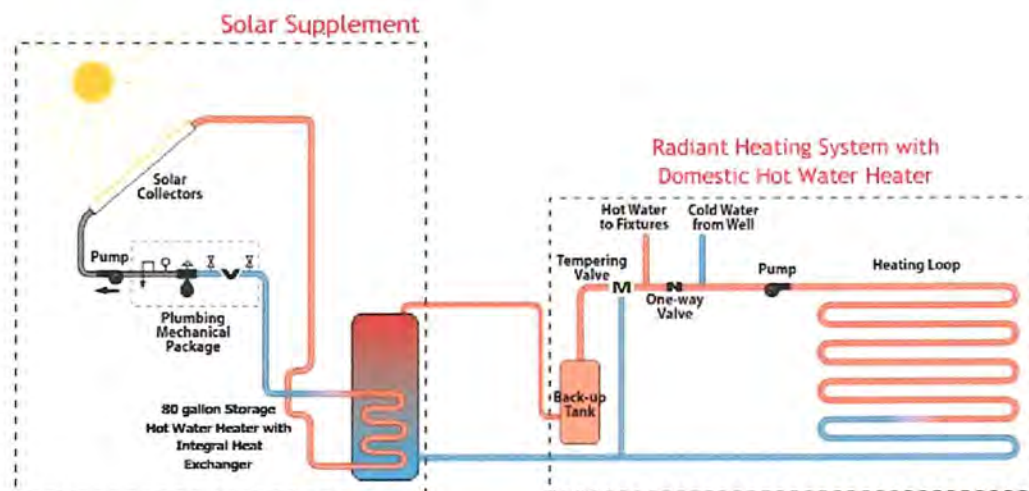 Solar Supplement
Solar
Collectors
Pump
Plumbing
Mechanical
Package
80 gallon Storage
Hot Water Heater with
Integral Heat
Exchanger
Radiant Heating System with
Domestic Hot Water Heater
Hot Water
to Fixtures
Cold Water
from Well
Tempering
Valve
M
One-way
Valve
Pump
Heating Loop
Back-up
Tank